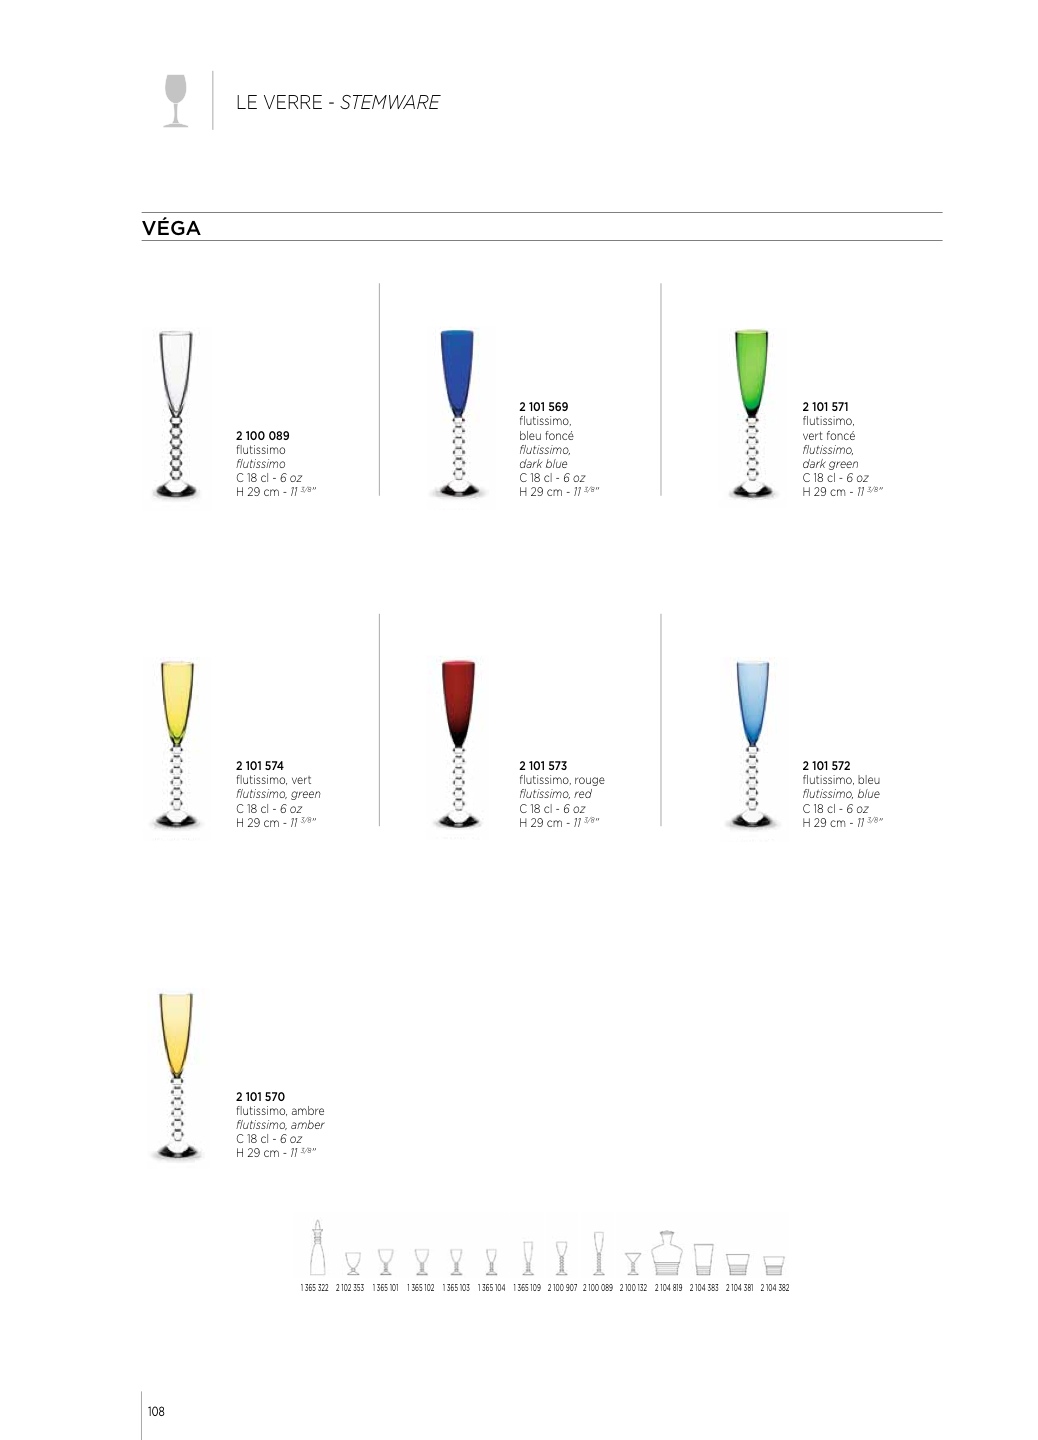 LE VERRE - STEMWARE
VÉGA
2 100 089
flutissimo
flutissimo
C 18 cl - 6 oz
H 29 cm - 11 3/8"
2 101 569
flutissimo,
bleu foncé
flutissimo,
dark blue
C 18 cl - 6 oz
H 29 cm - 11 3/8"
2 101 571
flutissimo,
vert foncé
flutissimo,
dark green
C 18 cl - 6 oz
H 29 cm - 11 3/8"
2 101 574
flutissimo, vert
flutissimo, green
C 18 cl - 6 oz
H 29 cm - 11 3/8"
2 101 573
flutissimo, rouge
flutissimo, red
C 18 cl - 6 oz
H 29 cm - 11 3/8"
2 101 572
flutissimo, bleu
flutissimo, blue
C 18 cl - 6 oz
H 29 cm - 11 3/8"
2 101 570
flutissimo, ambre
flutissimo, amber
C 18 cl - 6 oz
H 29 cm - 11 3/8"
1 365 322 2 102 353 1 365 101 1 365 102 1 365 103 1 365 104 1 365 109 2 100 907 2 100 089 2 100 132 2 104 819 2 104 383 2 104 381 2 104 382
108